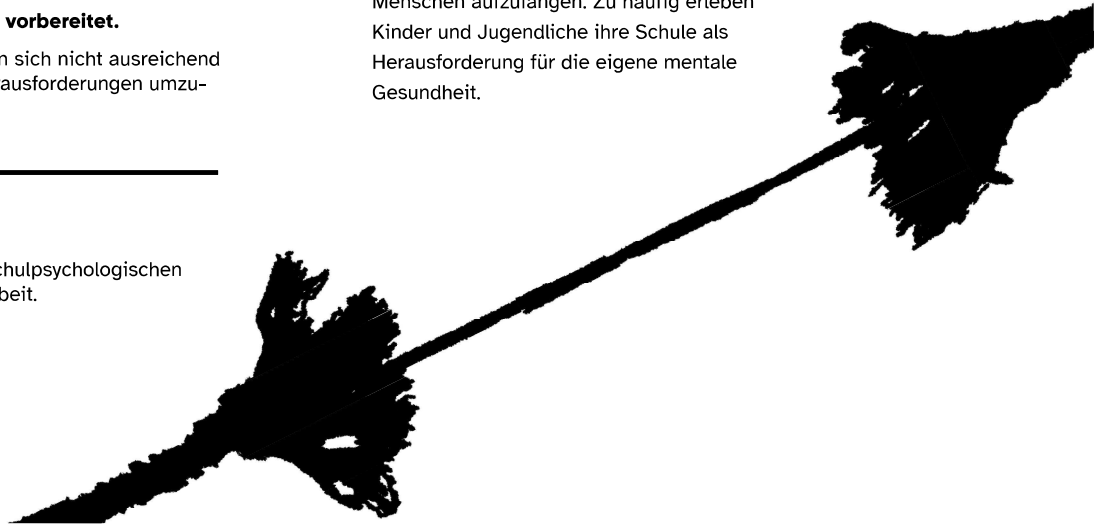 vorbereitet.
n sich nicht ausreichend
ausforderungen umzu-
chulpsychologischen
beit.
Menschen aufzufangen. Zu häufig erleben
Kinder und Jugendliche ihre Schule als
Herausforderung für die eigene mentale
Gesundheit.